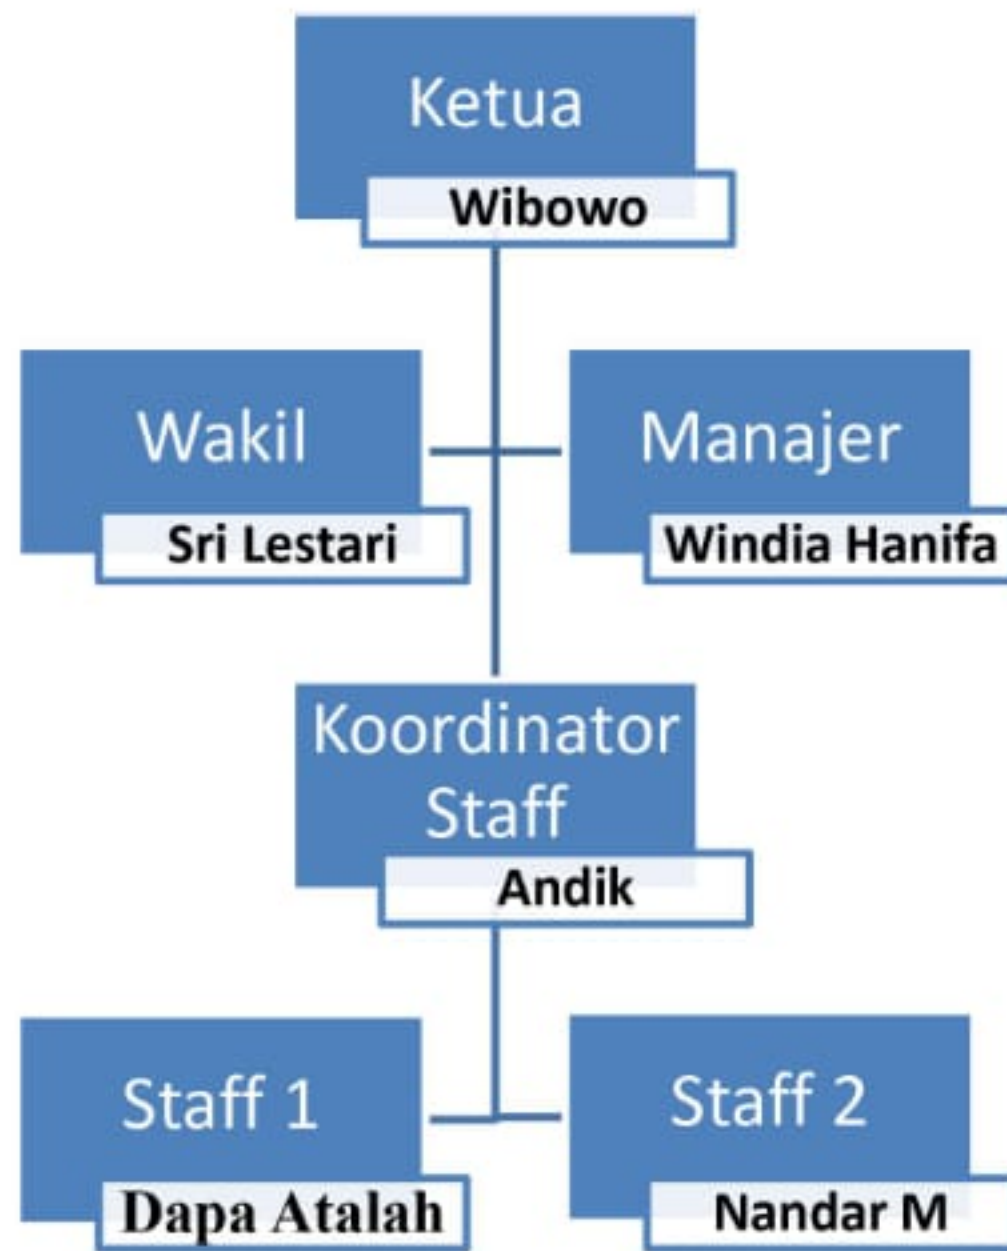 Ketua
Wibowo
Wakil
Sri Lestari
Manajer
Windia Hanifa
Koordinator
Staff
Andik
Staff 1
Dapa Atalah
Staff 2
Nandar M